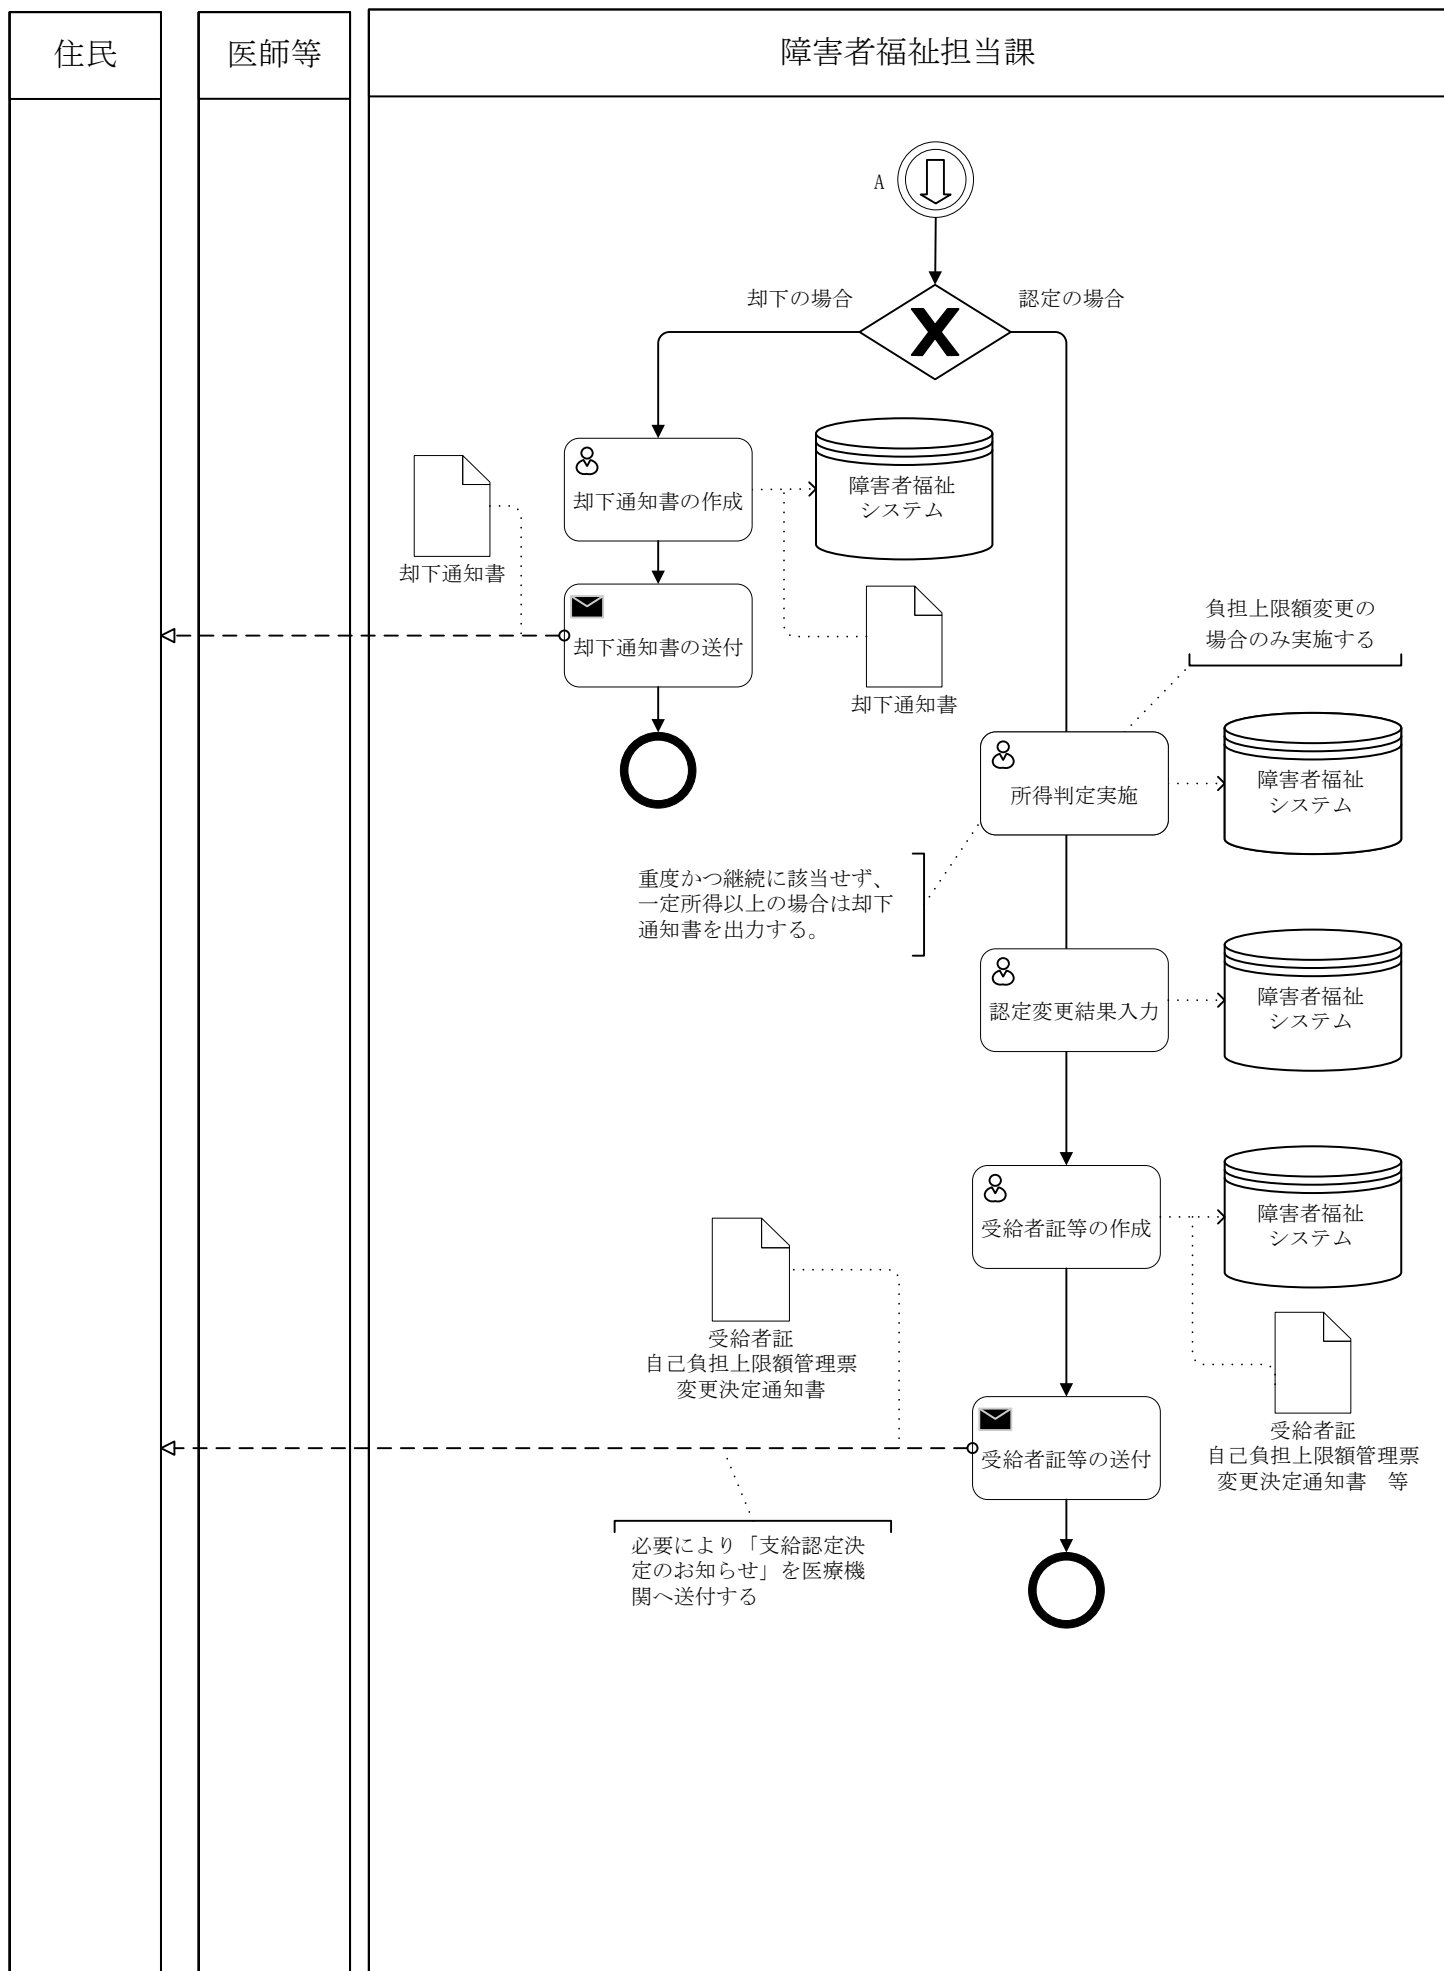 住民
医師等
障害者福祉担当課
A
却下の場合
認定の場合
却下通知書の作成
障害者福祉
システム
却下通知書
却下通知書の送付
却下通知書
負担上限額変更の
場合のみ実施する
所得判定実施
障害者福祉
システム
重度かつ継続に該当せず、
一定所得以上の場合は却下
通知書を出力する。
認定変更結果入力
障害者福祉
システム
受給者証等の作成
障害者福祉
システム
受給者証
自己負担上限額管理票
変更決定通知書
受給者証等の送付
受給者証
自己負担上限額管理票
変更決定通知書　等
必要により「支給認定決
定のお知らせ」を医療機
関へ送付する